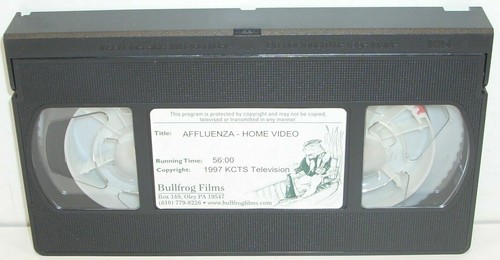 This program is protected by copyright and may not be copied,
televised or transmitted in any manner
Title: AFFLUENZA - HOME VIDEO
Running Time: 56:00
Copyright: 1997 KCTS Television
Bullfrog Films
Box 149, Oley PA 19547
(610) 779-8226 • www.bullfrogfilms.com